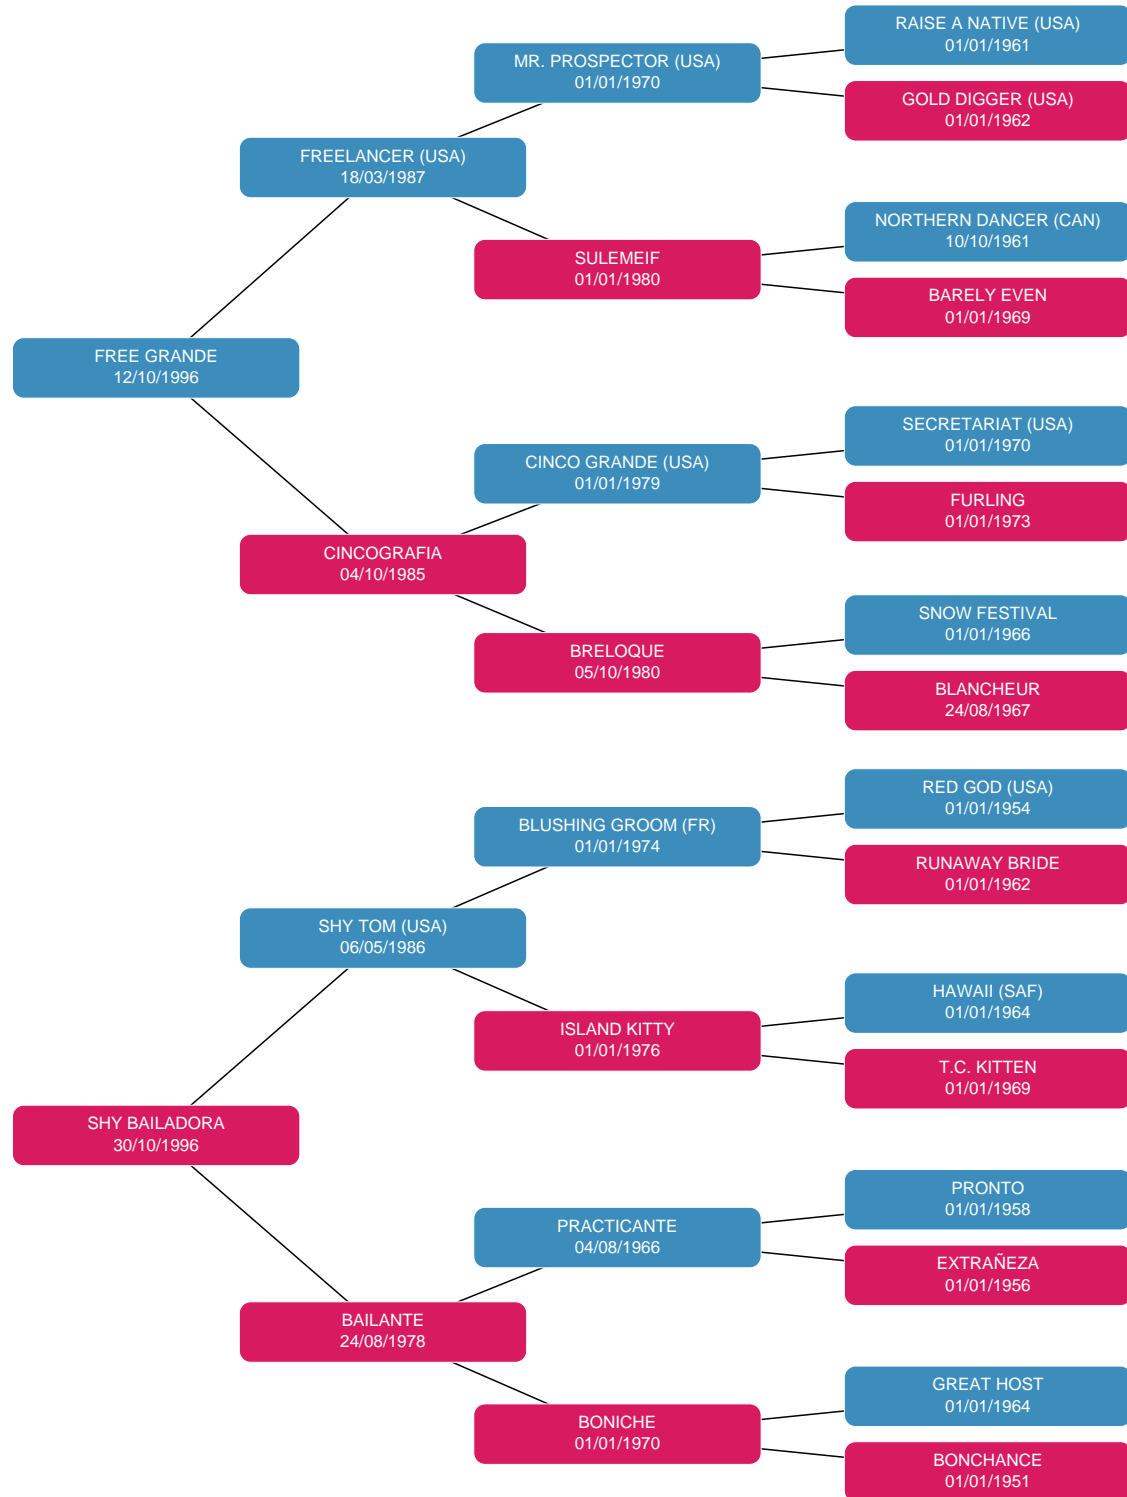 RAISE A NATIVE (USA)
01/01/1961
MR. PROSPECTOR (USA)
01/01/1970
GOLD DIGGER (USA)
01/01/1962
FREELANCER (USA)
18/03/1987
NORTHERN DANCER (CAN)
10/10/1961
SULEMEIF
01/01/1980
BARELY EVEN
01/01/1969
FREE GRANDE
12/10/1996
SECRETARIAT (USA)
01/01/1970
CINCO GRANDE (USA)
01/01/1979
FURLING
01/01/1973
CINCOGRAFIA
04/10/1985
SNOW FESTIVAL
01/01/1966
BRELOQUE
05/10/1980
BLANCHEUR
24/08/1967
RED GOD (USA)
01/01/1954
BLUSHING GROOM (FR)
01/01/1974
RUNAWAY BRIDE
01/01/1962
SHY TOM (USA)
06/05/1986
HAWAII (SAF)
01/01/1964
ISLAND KITTY
01/01/1976
T.C. KITTEN
01/01/1969
SHY BAILADORA
30/10/1996
PRONTO
01/01/1958
PRACTICANTE
04/08/1966
EXTRAÑEZA
01/01/1956
BAILANTE
24/08/1978
GREAT HOST
01/01/1964
BONICHE
01/01/1970
BONCHANCE
01/01/1951